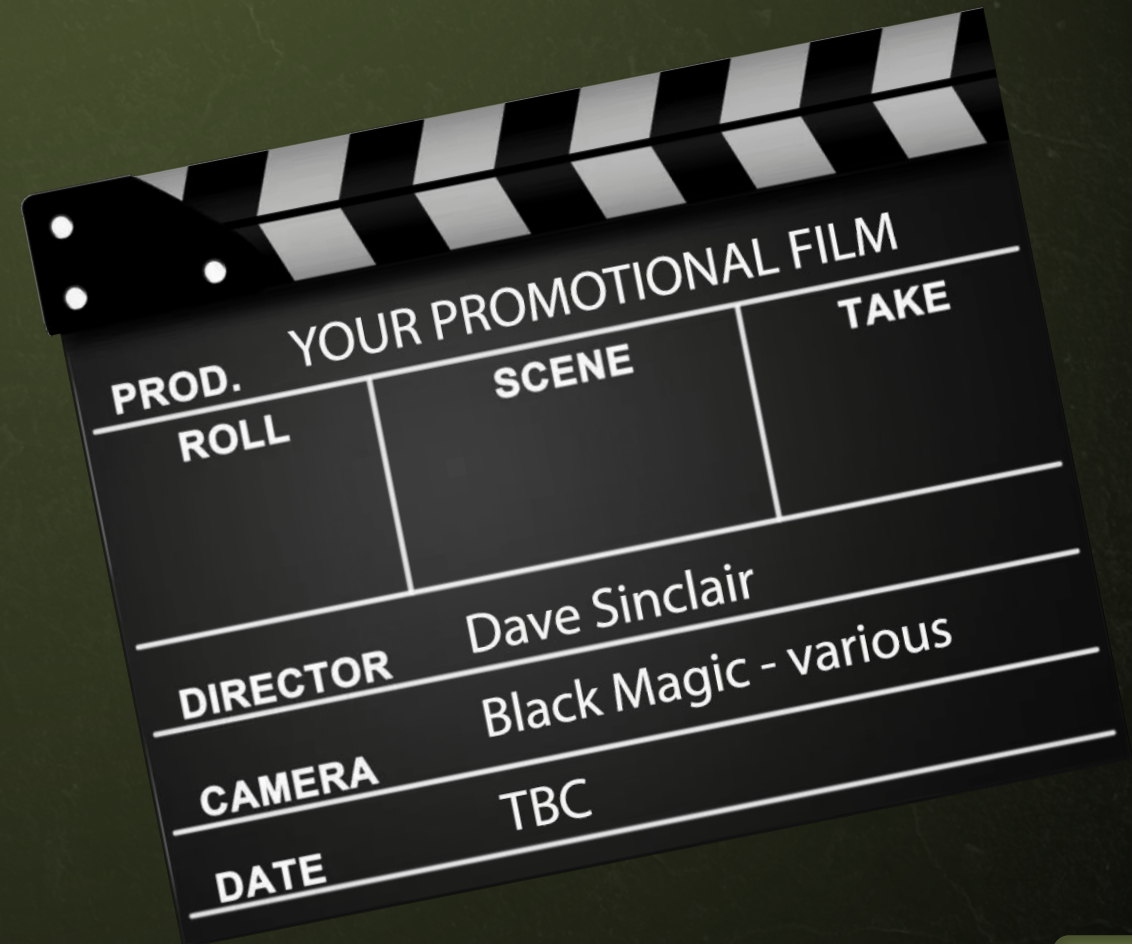 PROD. YOUR PROMOTIONAL FILM
ROLL
SCENE
TAKE
DIRECTOR Dave Sinclair
CAMERA Black Magic - various
DATE TBC